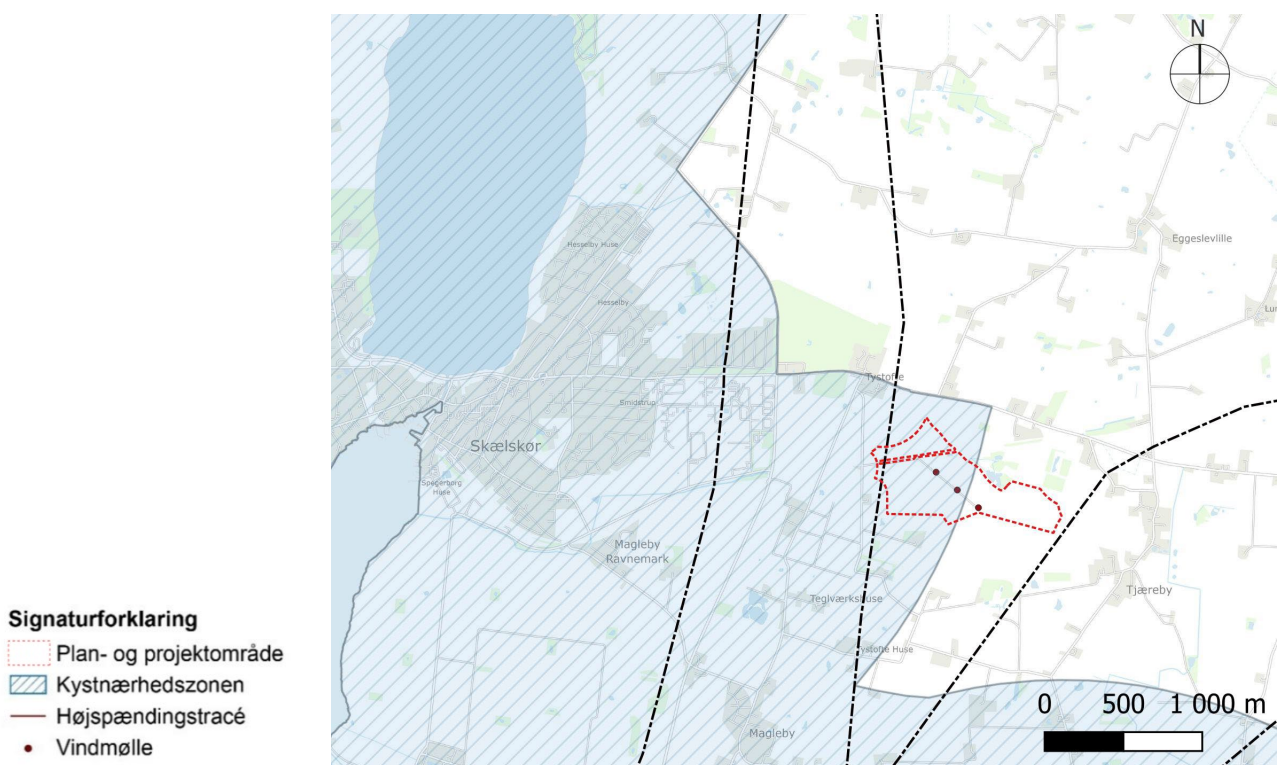 N
Hesselby Huse
Eggeslevlille
Hesselby
Lun
Tystofte
Smidstrup
Skælskør
Spegerborg
Huse
Magleby
Ravnemark
Teglværkshuse
Tjæreby
Tystofte Huse
Magleby
0 500 1 000 m
Signaturforklaring
Plan- og projektområde
Kystnærhedszonen
Højspændingstracé
Vindmølle